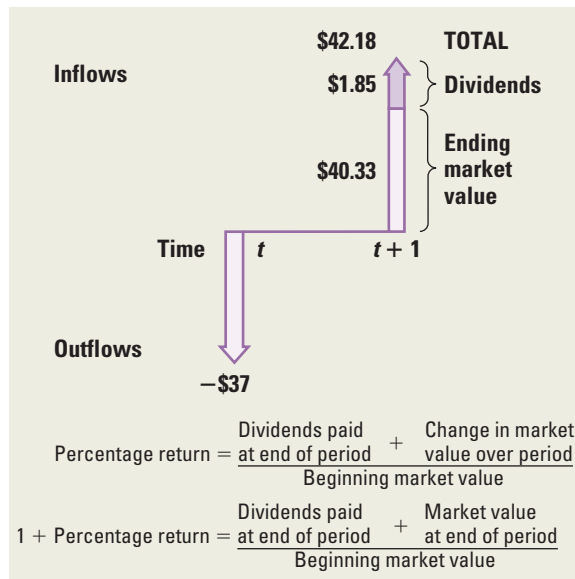 $42.18 TOTAL
Inflows
$1.85 Dividends
Ending
market
value
$40.33
Time t t + 1
Outflows
−$37
Dividends paid Change in market
Percentage return = at end of period + value over period
Beginning market value
Dividends paid Market value
1 + Percentage return = at end of period + at end of period
Beginning market value